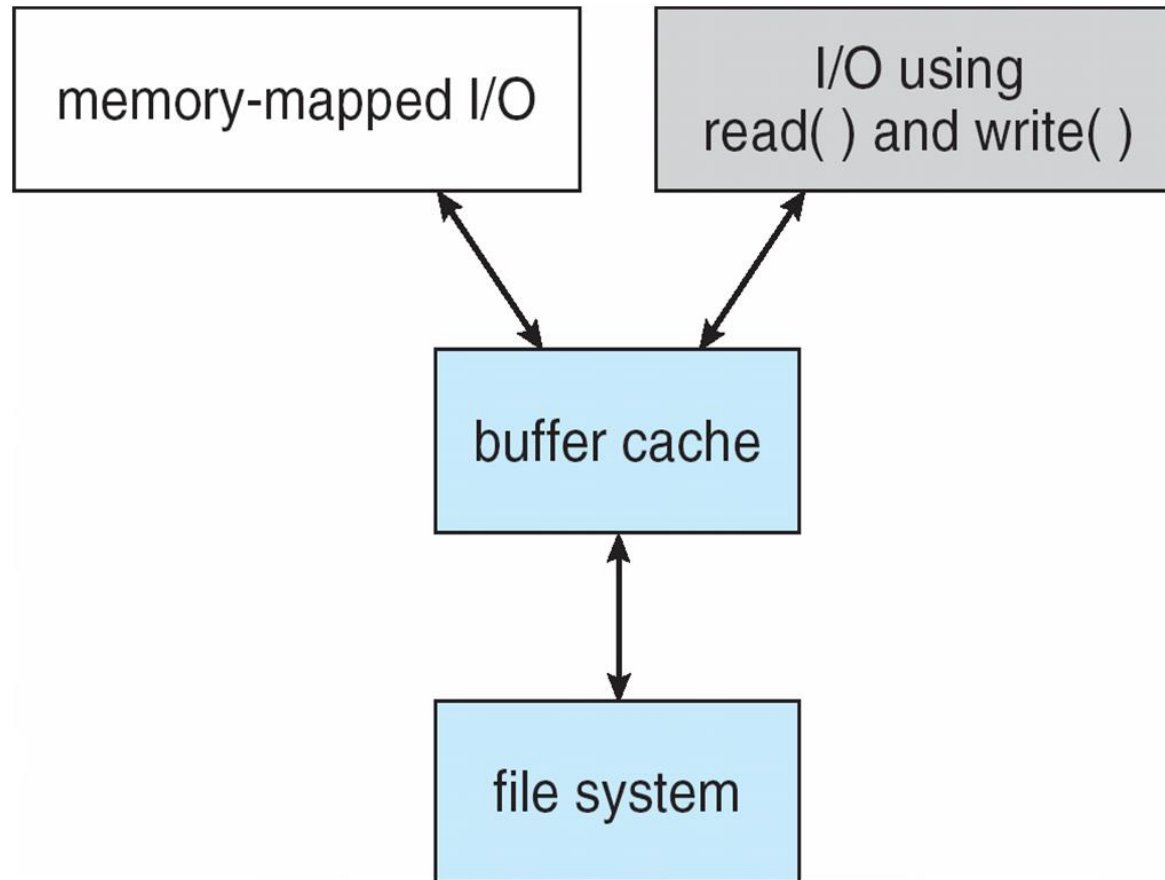 memory-mapped I/O
I/O using
read( ) and write( )
buffer cache
file system